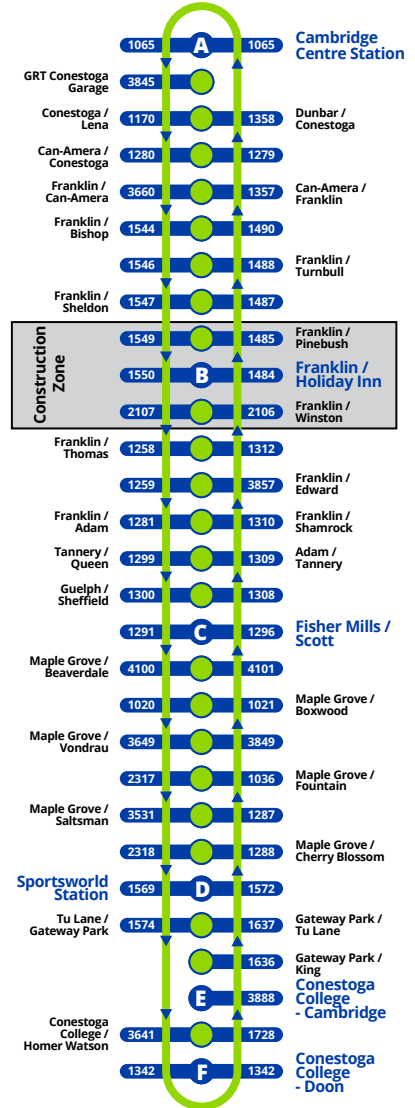 1065 A 1065 Cambridge
Centre Station
GRT Conestoga
Garage 3845
Conestoga /
Lena 1170 1358 Dunbar /
Conestoga
Can-Amera /
Conestoga 1280 1279
Franklin /
Can-Amera 3660 1357 Can-Amera /
Franklin
Franklin /
Bishop 1544 1490
1546 1488 Franklin /
Turnbull
Franklin /
Sheldon 1547 1487
Construction
Zone
1549 1485 Franklin /
Pinebush
1550 B 1484 Franklin /
Holiday Inn
2107 2106 Franklin /
Winston
Franklin /
Thomas 1258 1312
1259 3857 Franklin /
Edward
Franklin /
Adam 1281 1310 Franklin /
Shamrock
Tannery /
Queen 1299 1309 Adam /
Tannery
Guelph /
Sheffield 1300 1308
1291 C 1296 Fisher Mills /
Scott
Maple Grove /
Beaverdale 4100 4101
1020 1021 Maple Grove /
Boxwood
Maple Grove /
Vondrau 3649 3849
2317 1036 Maple Grove /
Fountain
Maple Grove /
Saltsman 3531 1287
2318 1288 Maple Grove /
Cherry Blossom
Sportsworld
Station 1569 D 1572
Tu Lane /
Gateway Park 1574 1637 Gateway Park /
Tu Lane
1636 Gateway Park /
King
E 3888 Conestoga
College
- Cambridge
Conestoga
College /
Homer Watson 3641 1728
1342 F 1342 Conestoga
College
- Doon